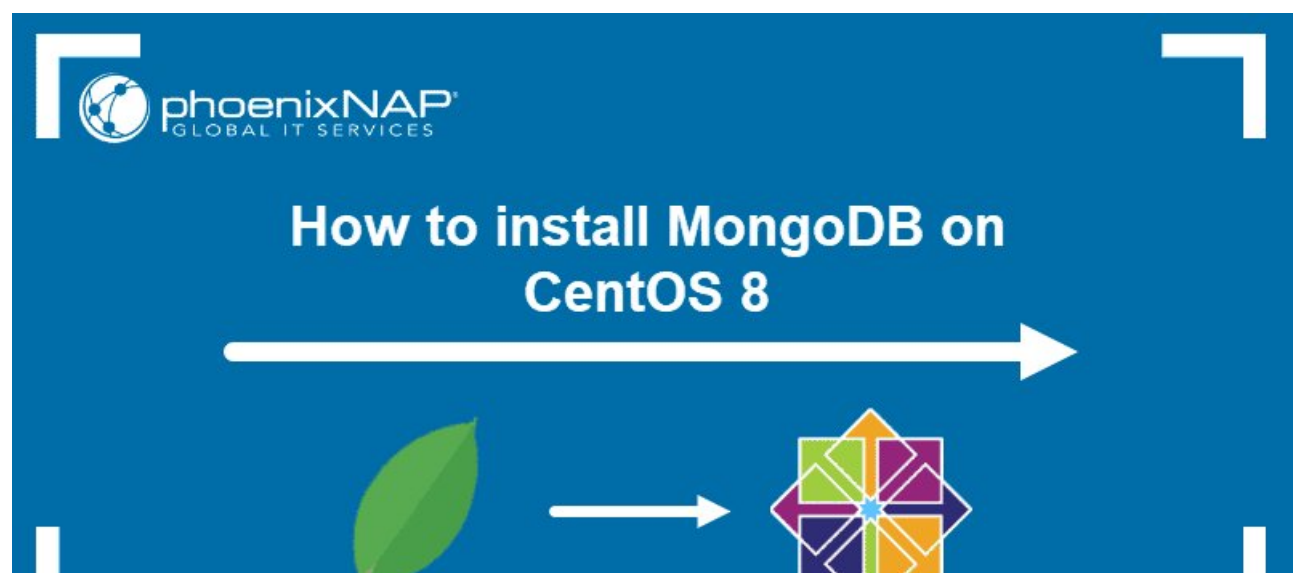 phoenixNAP®
GLOBAL IT SERVICES
How to install MongoDB on
CentOS 8